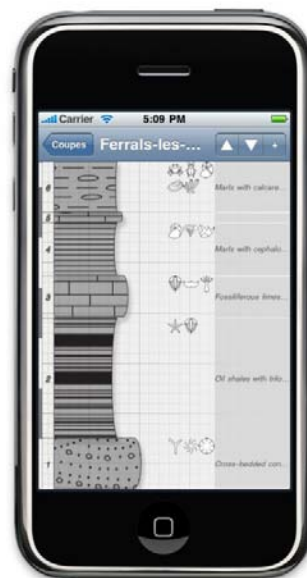 Carrier 5:09 PM
Coupes Ferrals-les-... +
6 Marls with calcare...
5
4 Marls with cephalo...
3 Fossiliferous limes...
2 Oil shales with trilo...
1 Cross-bedded con...